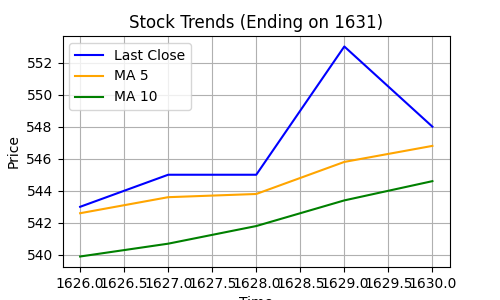 Stock Trends (Ending on 1631)
Last Close
MA 5
MA 10
552
550
548
546
544
542
540
Price
1626.0 1626.5 1627.0 1627.5 1628.0 1628.5 1629.0 1629.5 1630.0
Time